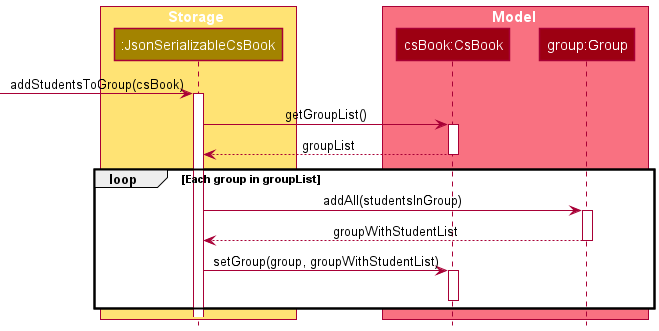 Storage
Model
:JsonSerializableCsBook
csBook:CsBook
group:Group
addStudentsToGroup(csBook)
getGroupList()
groupList
loop
[Each group in groupList]
addAll(studentsInGroup)
groupWithStudentList
setGroup(group, groupWithStudentList)